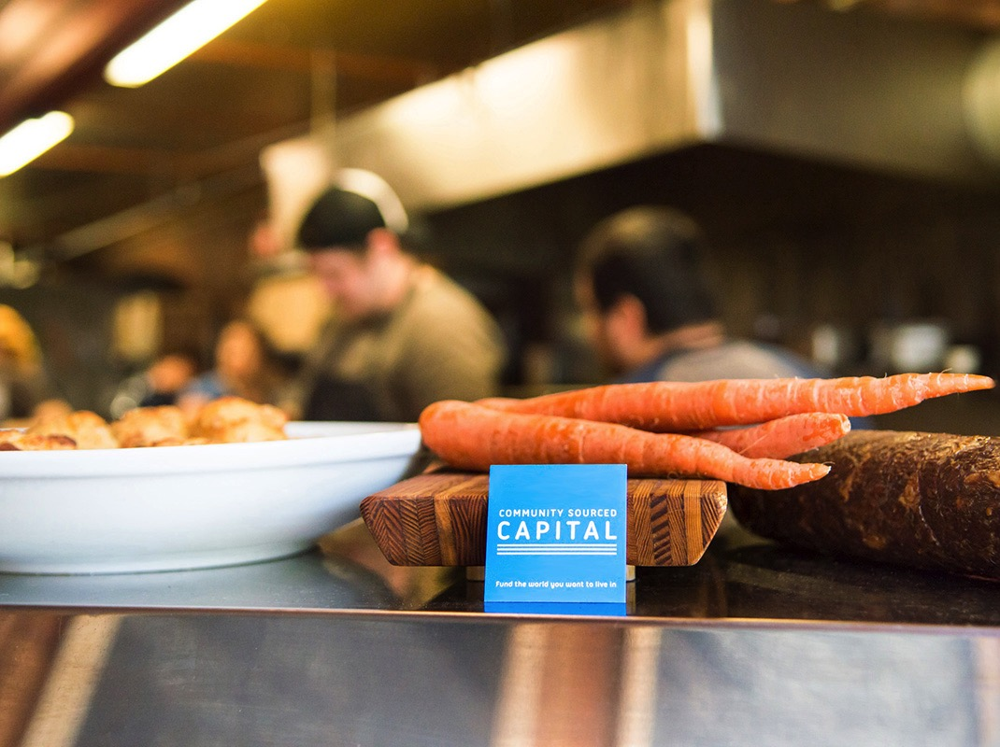 COMMUNITY SOURCED
CAPITAL
Fund the world you want to live in